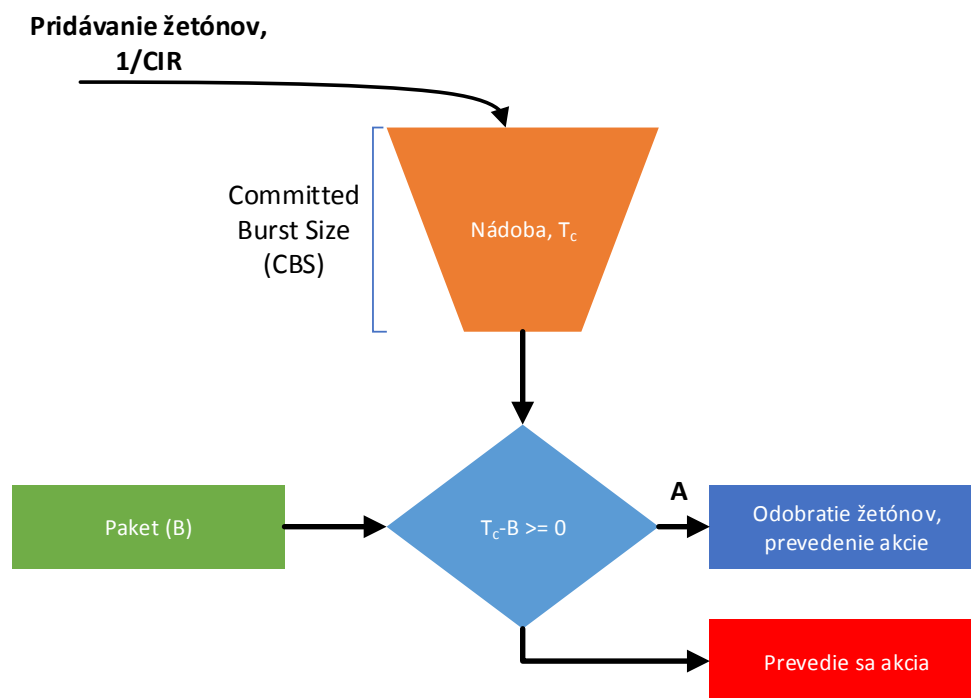 Pridávanie žetónov,
1/CIR
Committed
Burst Size
(CBS)
Nádoba, Tc
Paket (B)
Tc-B >= 0
A
Odobratie žetónov,
prevedenie akcie
Prevedie sa akcia